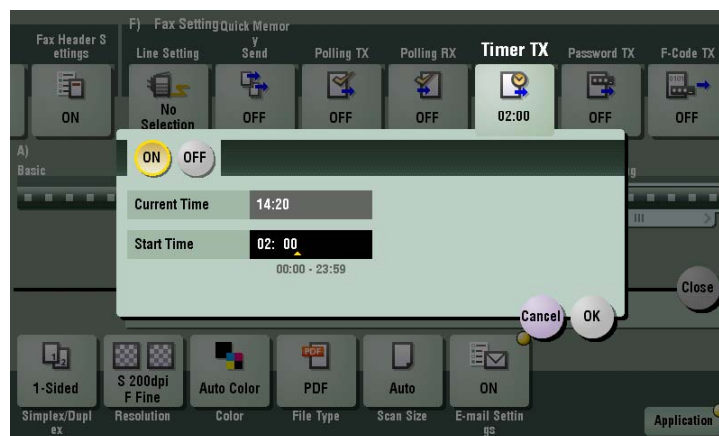 F) Fax Setting
Fax Header S
ettings
Line Setting
Quick Memor
y
Send
Polling TX
Polling RX
Timer TX
Password TX
F-Code TX
ON
No
Selection
OFF
OFF
OFF
02:00
OFF
OFF
A)
Basic
ON
OFF
Current Time
14:20
Start Time
02: 00
00:00 - 23:59
Cancel
OK
Close
1-Sided
S 200dpi
F Fine
Auto Color
PDF
PDF
Auto
ON
Simplex/Dupl
ex
Resolution
Color
File Type
Scan Size
E-mail Settin
gs
Application